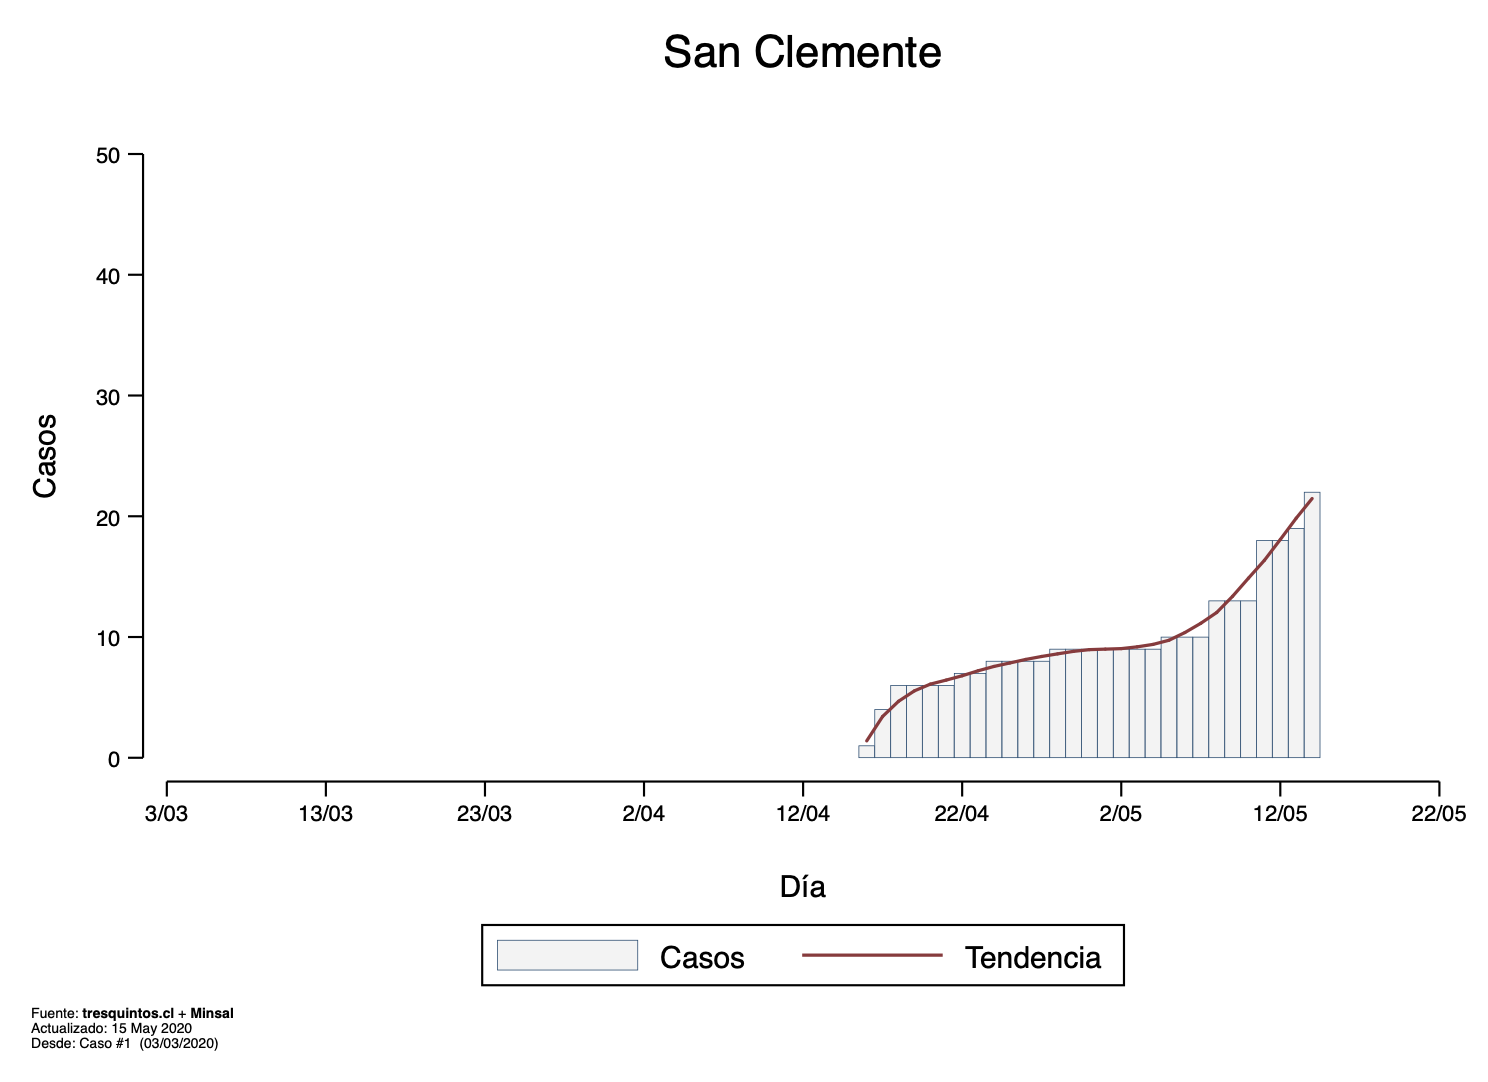 San Clemente
Casos
50
40
30
20
10
0
3/03 13/03 23/03 2/04 12/04 22/04 2/05 12/05 22/05
Día
Casos Tendencia
Fuente: tresquintos.cl + Minsal
Actualizado: 15 May 2020
Desde: Caso #1 (03/03/2020)